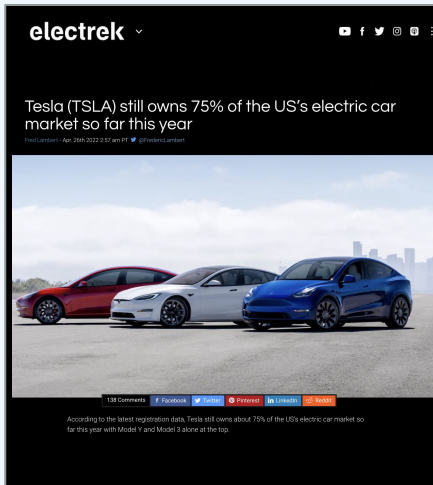 electrek
Tesla (TSLA) still owns 75% of the US's electric car
market so far this year
Fred Lambert - Apr. 26th 2022 2:57 am PT @FredericLambert
138 Comments Facebook Twitter Pinterest LinkedIn Reddit
According to the latest registration data, Tesla still owns about 75% of the US's electric car market so
far this year with Model Y and Model 3 alone at the top.